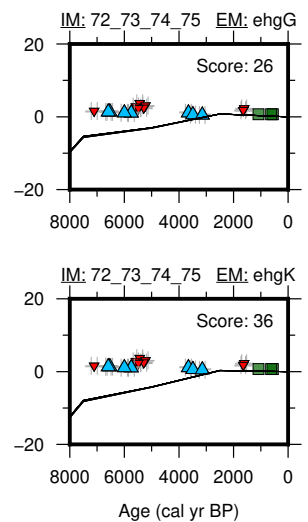 IM: 72_73_74_75 EM: ehgG
20
Score: 26
0
−20
8000 6000 4000 2000 0
IM: 72_73_74_75 EM: ehgK
20
Score: 36
0
−20
8000 6000 4000 2000 0
Age (cal yr BP)